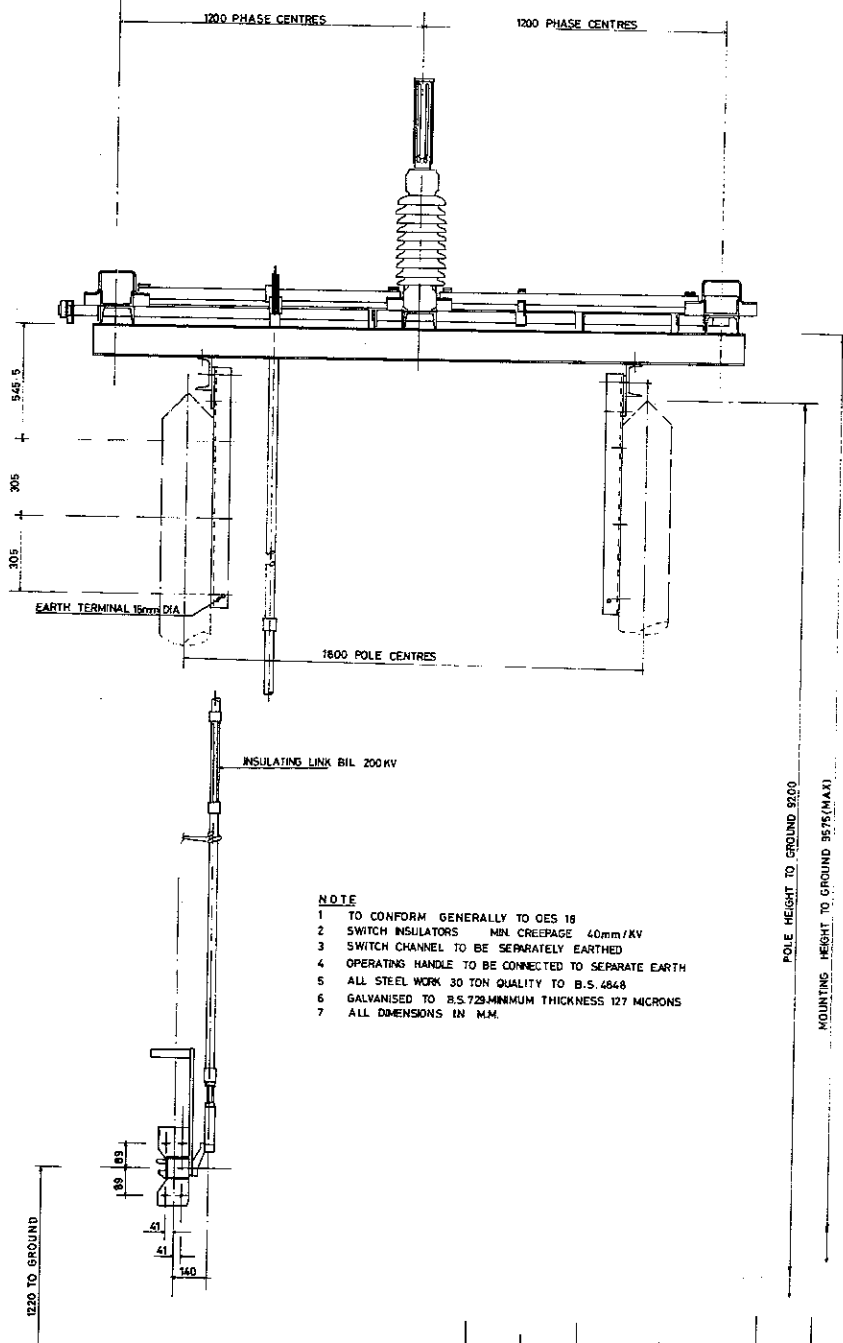 1200 PHASE CENTRES
1200 PHASE CENTRES
545.5
305
305
EARTH TERMINAL 16mm DIA
1800 POLE CENTRES
INSULATING LINK BIL 200KV
POLE HEIGHT TO GROUND 9200
MOUNTING HEIGHT TO GROUND 9575(MAX)
NOTE
1 TO CONFORM GENERALLY TO OES 18
2 SWITCH INSULATORS MIN. CREEPAGE 40mm/KV
3 SWITCH CHANNEL TO BE SEPARATELY EARTHED
4 OPERATING HANDLE TO BE CONNECTED TO SEPARATE EARTH
5 ALL STEEL WORK 30 TON QUALITY TO B.S. 4848
6 GALVANISED TO B.S.729-MINIMUM THICKNESS 127 MICRONS
7 ALL DIMENSIONS IN M.M.
89
89
41
41
140
1220 TO GROUND